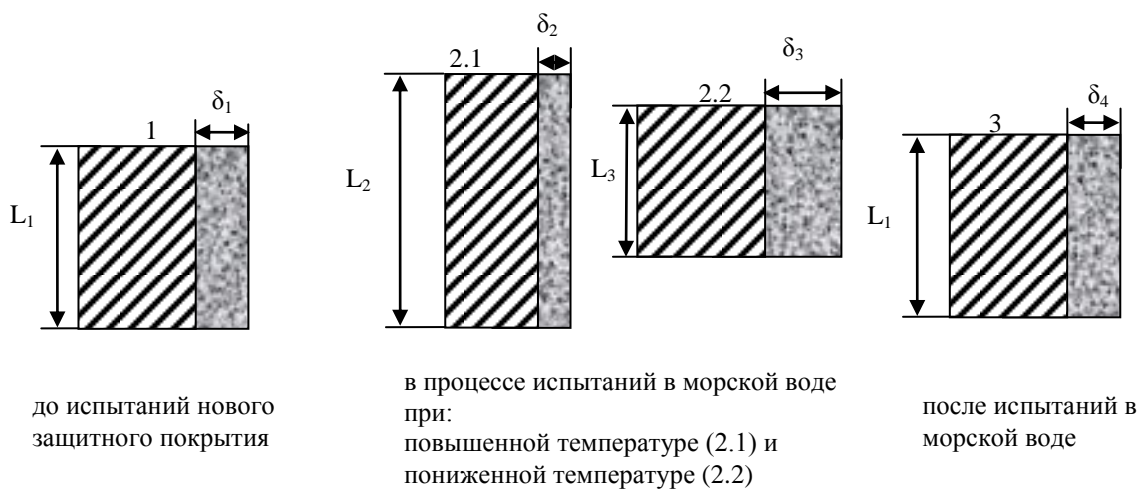 1
δ1
L1
до испытаний нового
защитного покрытия
2.1
δ2
L2
2.2
δ3
L3
в процессе испытаний в морской воде
при:
повышенной температуре (2.1) и
пониженной температуре (2.2)
3
δ4
L1
после испытаний в
морской воде